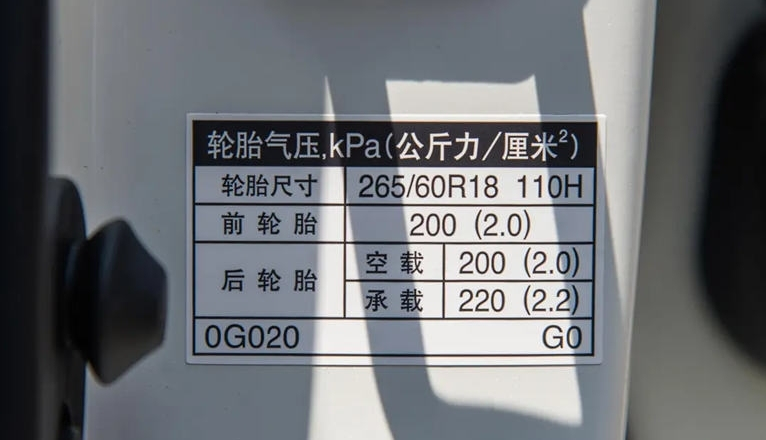 轮胎气压,kPa(公斤力/厘米²)
轮胎尺寸 265/60R18 110H
前轮胎 200 (2.0)
后轮胎 空载 200 (2.0)
承载 220 (2.2)
0G020 G0